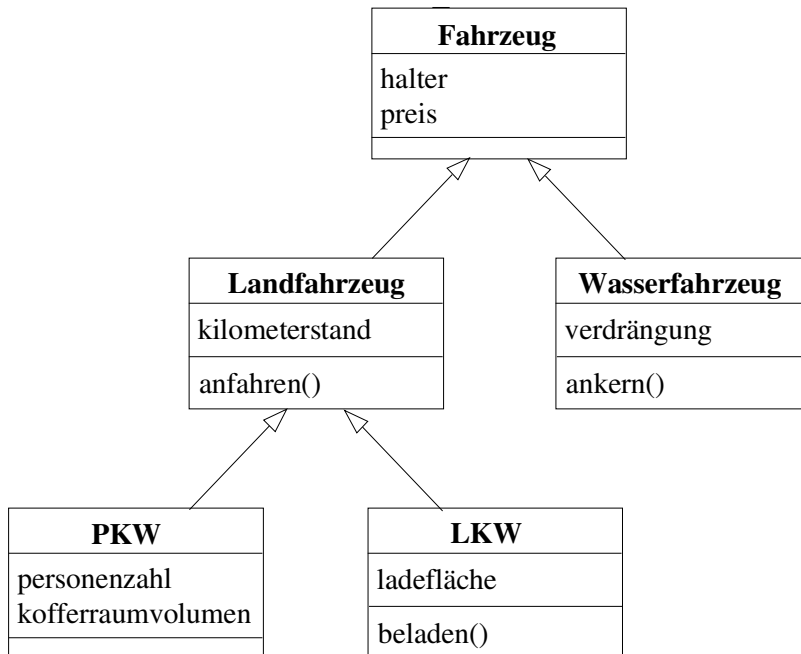 Fahrzeug
halter
preis
Landfahrzeug
kilometerstand
anfahren()
Wasserfahrzeug
verdrängung
ankern()
PKW
personenzahl
kofferraumvolumen
LKW
ladefläche
beladen()